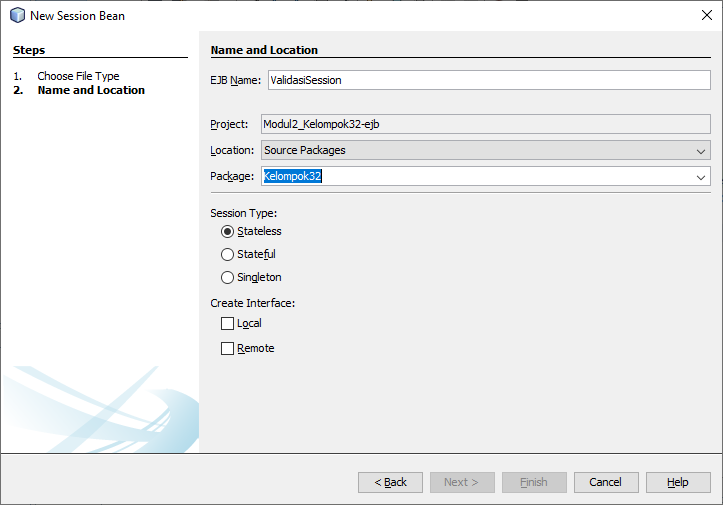 New Session Bean
Steps
1. Choose File Type
2. Name and Location
Name and Location
EJB Name: ValidasiSession
Project: Modul2_Kelompok32-ejb
Location: Source Packages
Package: Kelompok32
Session Type:
Stateless
Stateful
Singleton
Create Interface:
Local
Remote
< Back Next > Finish Cancel Help